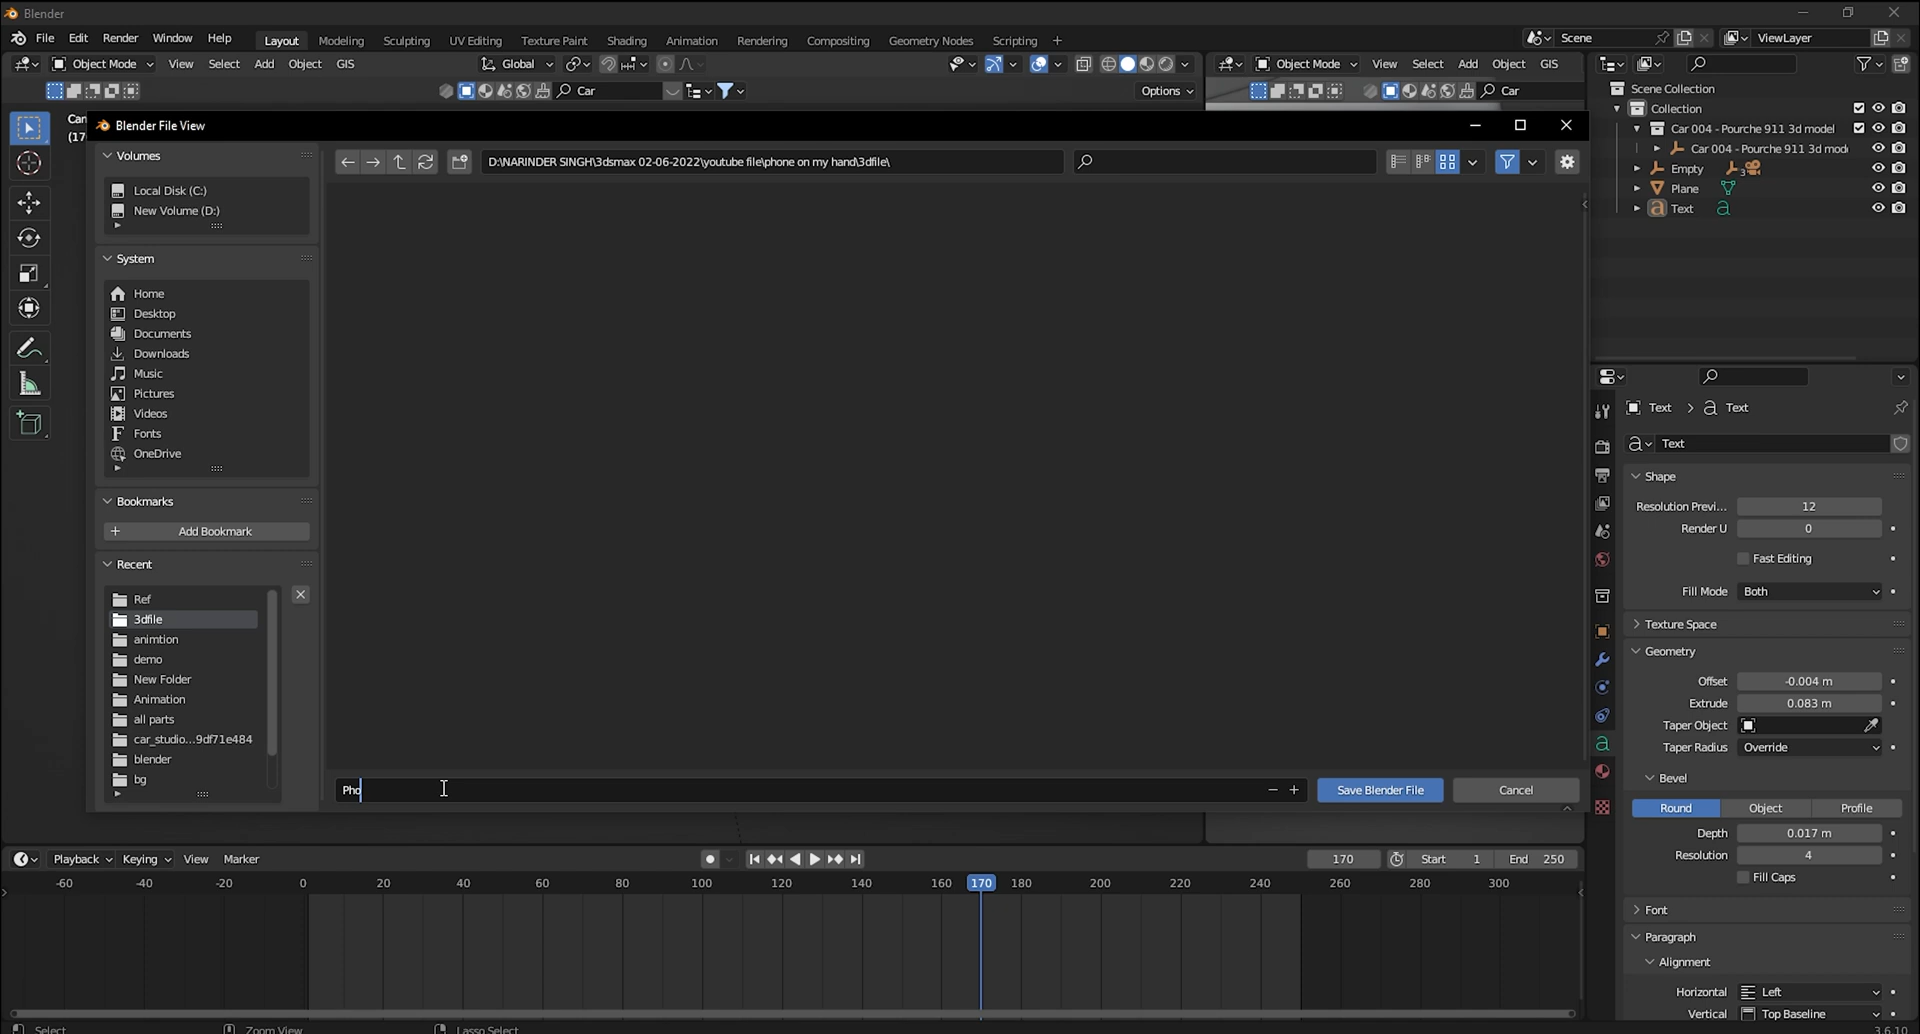 Blender
File Edit Render Window Help Layout Modeling Sculpting UV Editing Texture Paint Shading Animation Rendering Compositing Geometry Nodes Scripting + Scene ViewLayer
Object Mode View Select Add Object GIS Global Object Mode View Select Add Object GIS
Car Options Car
Scene Collection
Collection
Car 004 - Pourche 911 3d model
Car 004 - Pourche 911 3d mod
Empty 3
Plane
Text
(17
Blender File View
Volumes
Local Disk (C:)
New Volume (D:)
System
Home
Desktop
Documents
Downloads
Music
Pictures
Videos
Fonts
OneDrive
Bookmarks
+ Add Bookmark
Recent
Ref
3dfile
animtion
demo
New Folder
Animation
all parts
car_studio...9df71e484
blender
bg
D:\NARINDER SINGH\3dsmax 02-06-2022\youtube file\phone on my hand\3dfile\
Pho
Save Blender File Cancel
Text > Text
Text
Shape
Resolution Previ... 12
Render U 0
Fast Editing
Fill Mode Both
Texture Space
Geometry
Offset -0.004 m
Extrude 0.083 m
Taper Object
Taper Radius Override
Bevel
Round Object Profile
Depth 0.017 m
Resolution 4
Fill Caps
Font
Paragraph
Alignment
Horizontal Left
Vertical Top Baseline
Playback Keying View Marker 170 Start 1 End 250
-60 -40 -20 0 20 40 60 80 100 120 140 160 170 180 200 220 240 260 280 300
Select Zoom View Lasso Select 3.6.10